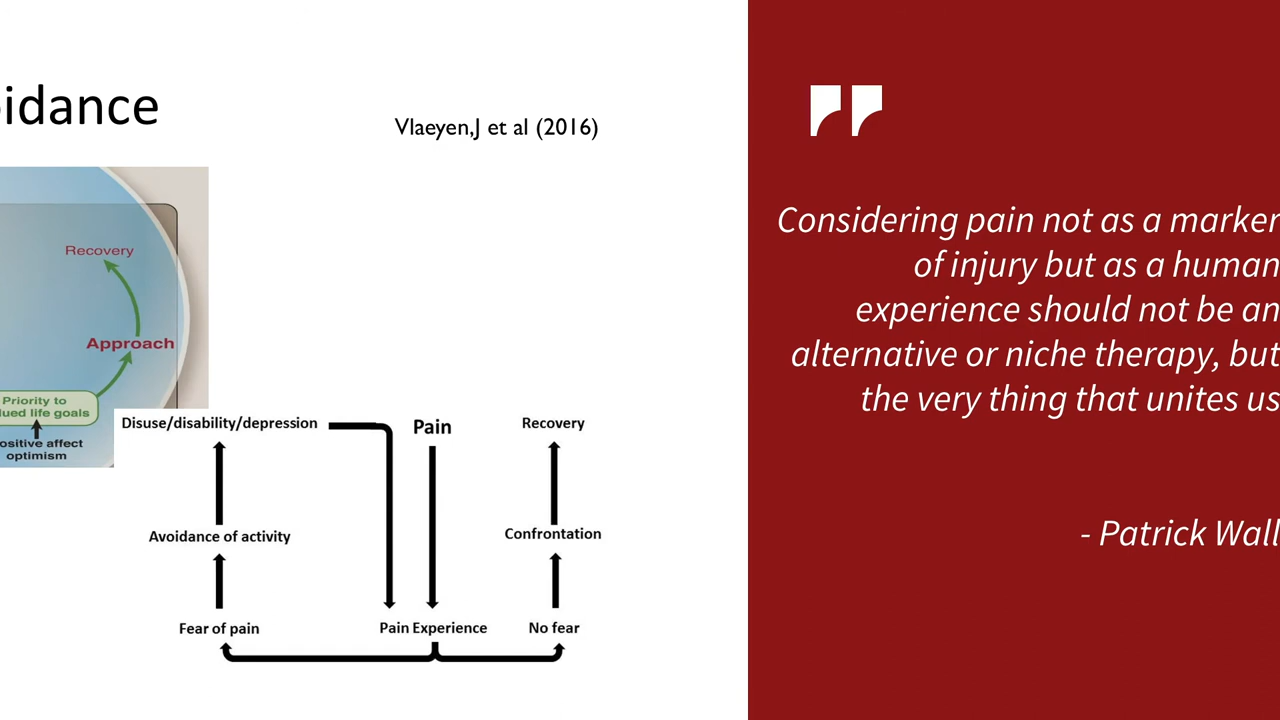 idance
Vlaeyen,J et al (2016)
Recovery
Approach
Priority to
lued life goals
ositive affect
optimism
Disuse/disability/depression
Pain
Recovery
Avoidance of activity
Confrontation
Fear of pain
Pain Experience
No fear
Considering pain not as a marker
of injury but as a human
experience should not be an
alternative or niche therapy, but
the very thing that unites us
- Patrick Wall